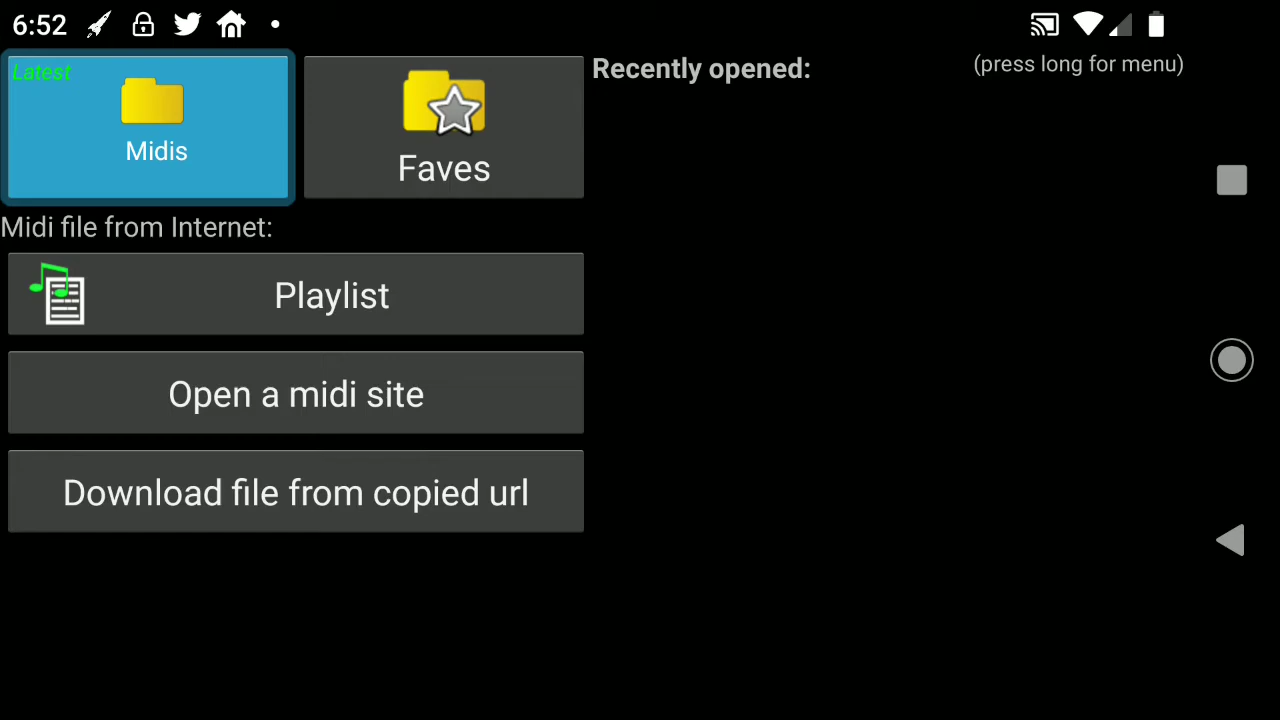 6:52
Latest
Midis
Faves
Recently opened:
(press long for menu)
Midi file from Internet:
Playlist
Open a midi site
Download file from copied url